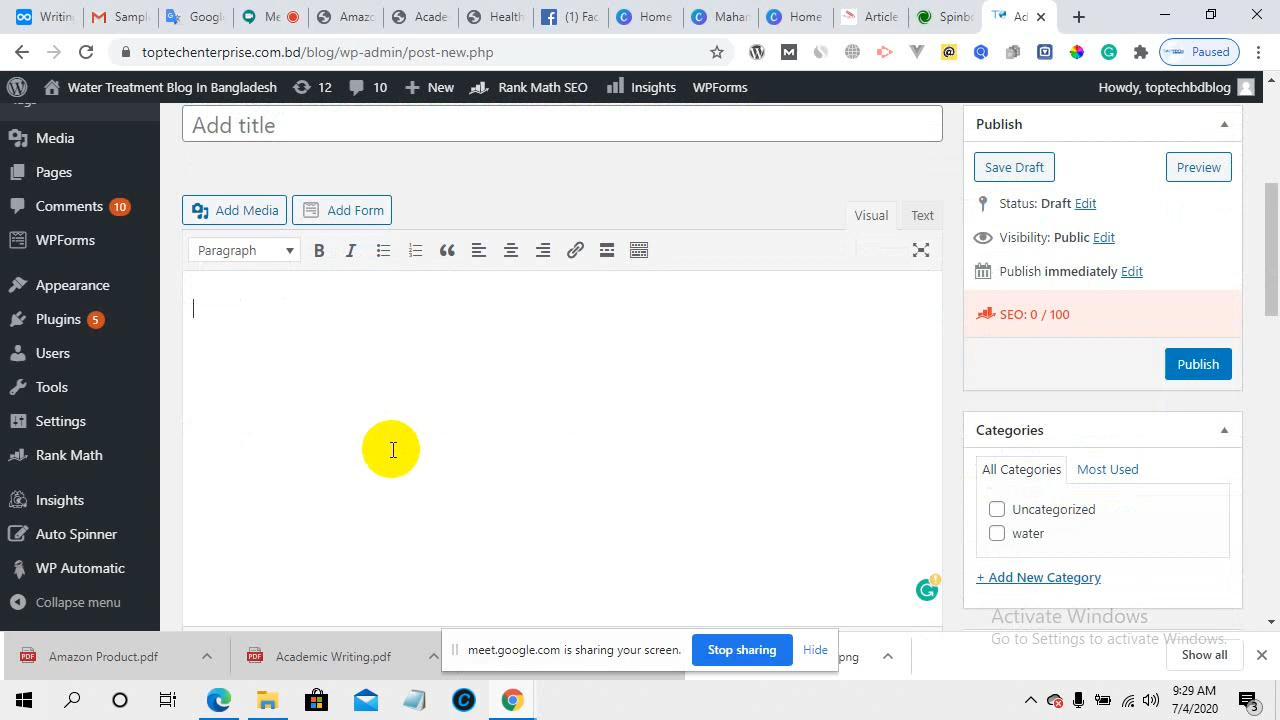 Writing
Sampl
Googl
Me
Amazo
Acade
Health
(1) Fac
Home
Mahar
Home
Article
Spinb
Ad
toptechenterprise.com.bd/blog/wp-admin/post-new.php
Paused
Water Treatment Blog In Bangladesh
12
10
New
Rank Math SEO
Insights
WPForms
Howdy, toptechbdblog
Media
Pages
Comments 10
WPForms
Appearance
Plugins 5
Users
Tools
Settings
Rank Math
Insights
Auto Spinner
WP Automatic
Collapse menu
Add title
Add Media
Add Form
Visual
Text
Paragraph
Publish
Save Draft
Preview
Status: Draft Edit
Visibility: Public Edit
Publish immediately Edit
SEO: 0 / 100
Publish
Categories
All Categories
Most Used
Uncategorized
water
+ Add New Category
Activate Windows
Go to Settings to activate Windows.
Amazon Product.pdf
Academic Writing.pdf
meet.google.com is sharing your screen.
Stop sharing
Hide
.png
Show all
9:29 AM
7/4/2020
3